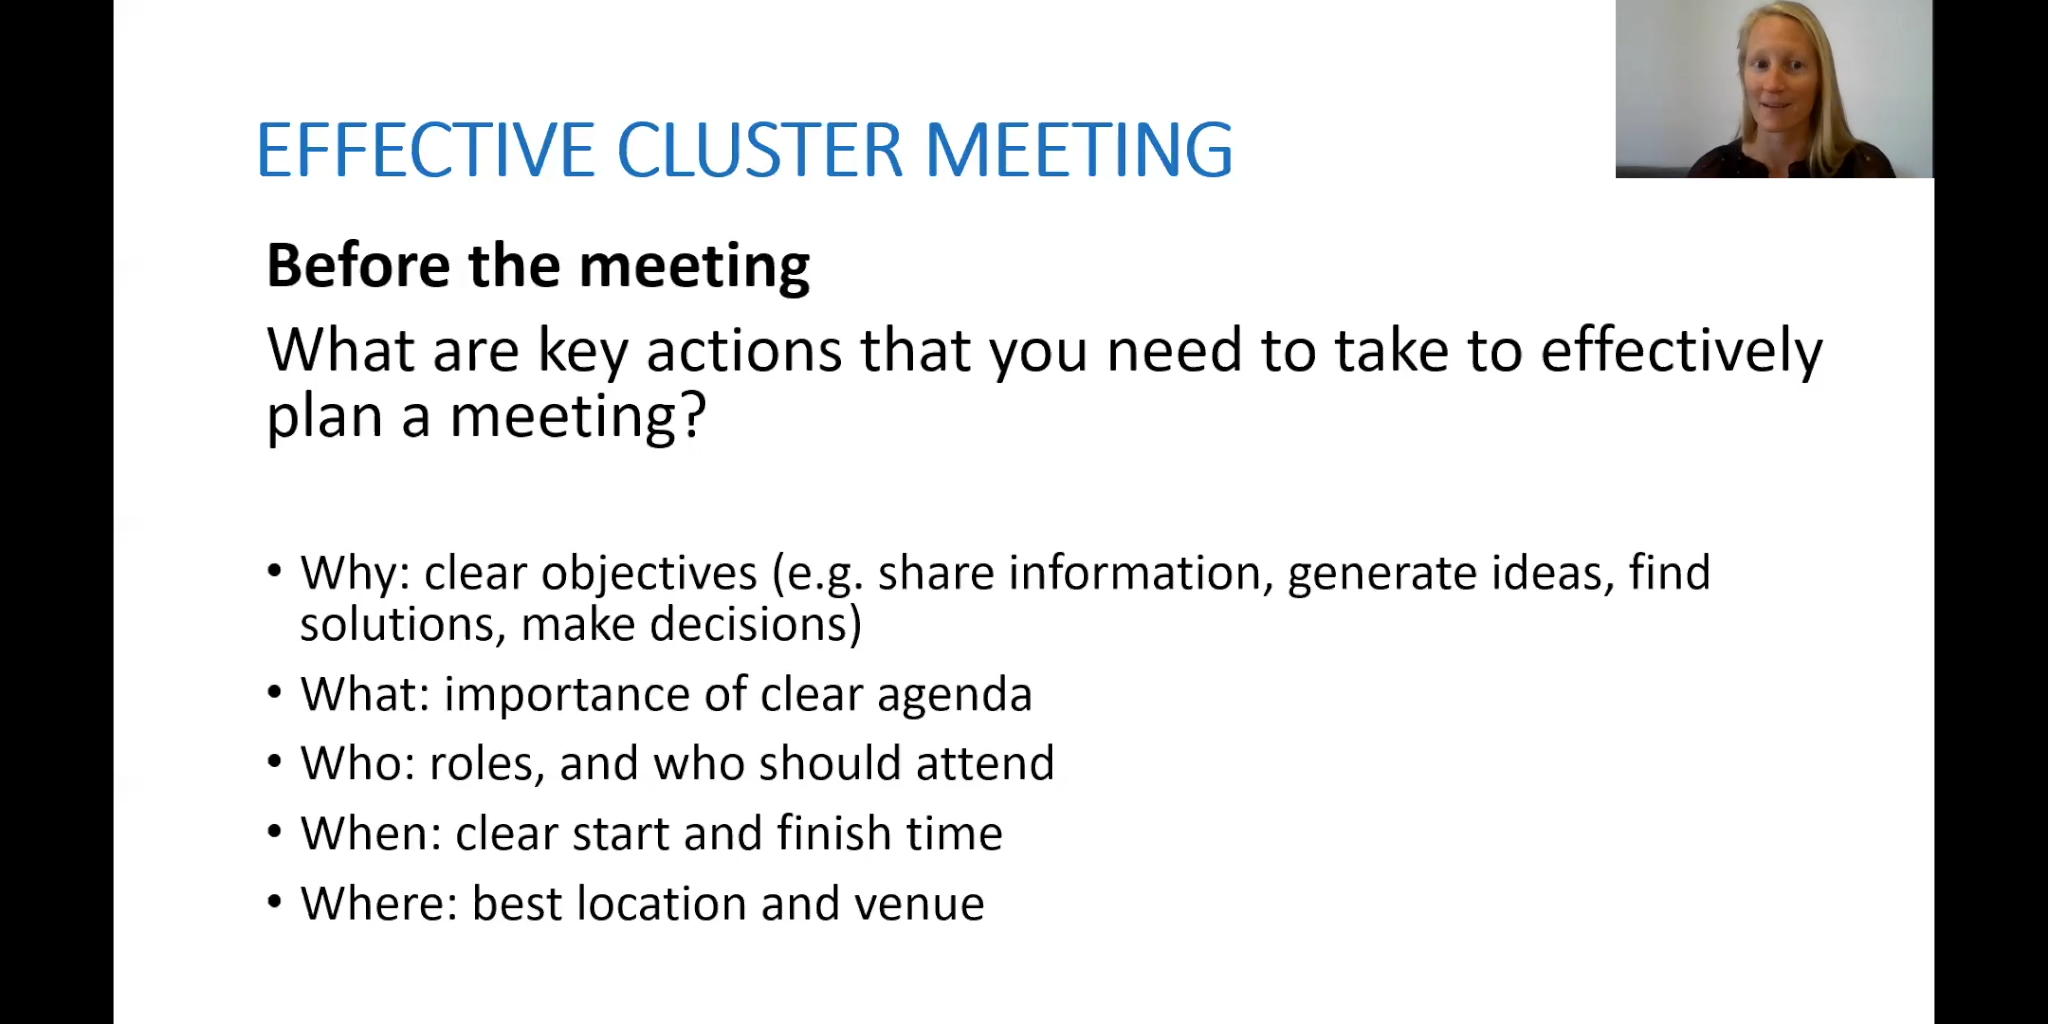 EFFECTIVE CLUSTER MEETING
Before the meeting
What are key actions that you need to take to effectively
plan a meeting?
• Why: clear objectives (e.g. share information, generate ideas, find
solutions, make decisions)
• What: importance of clear agenda
• Who: roles, and who should attend
• When: clear start and finish time
• Where: best location and venue